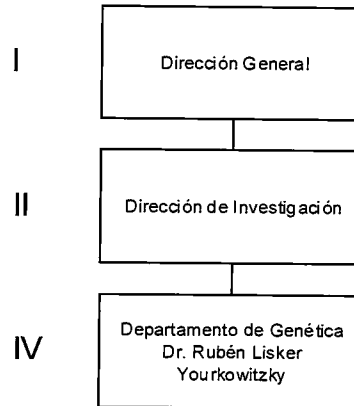 I
Dirección General
II
Dirección de Investigación
IV
Departamento de Genética
Dr. Rubén Lisker
Yourkowitzky